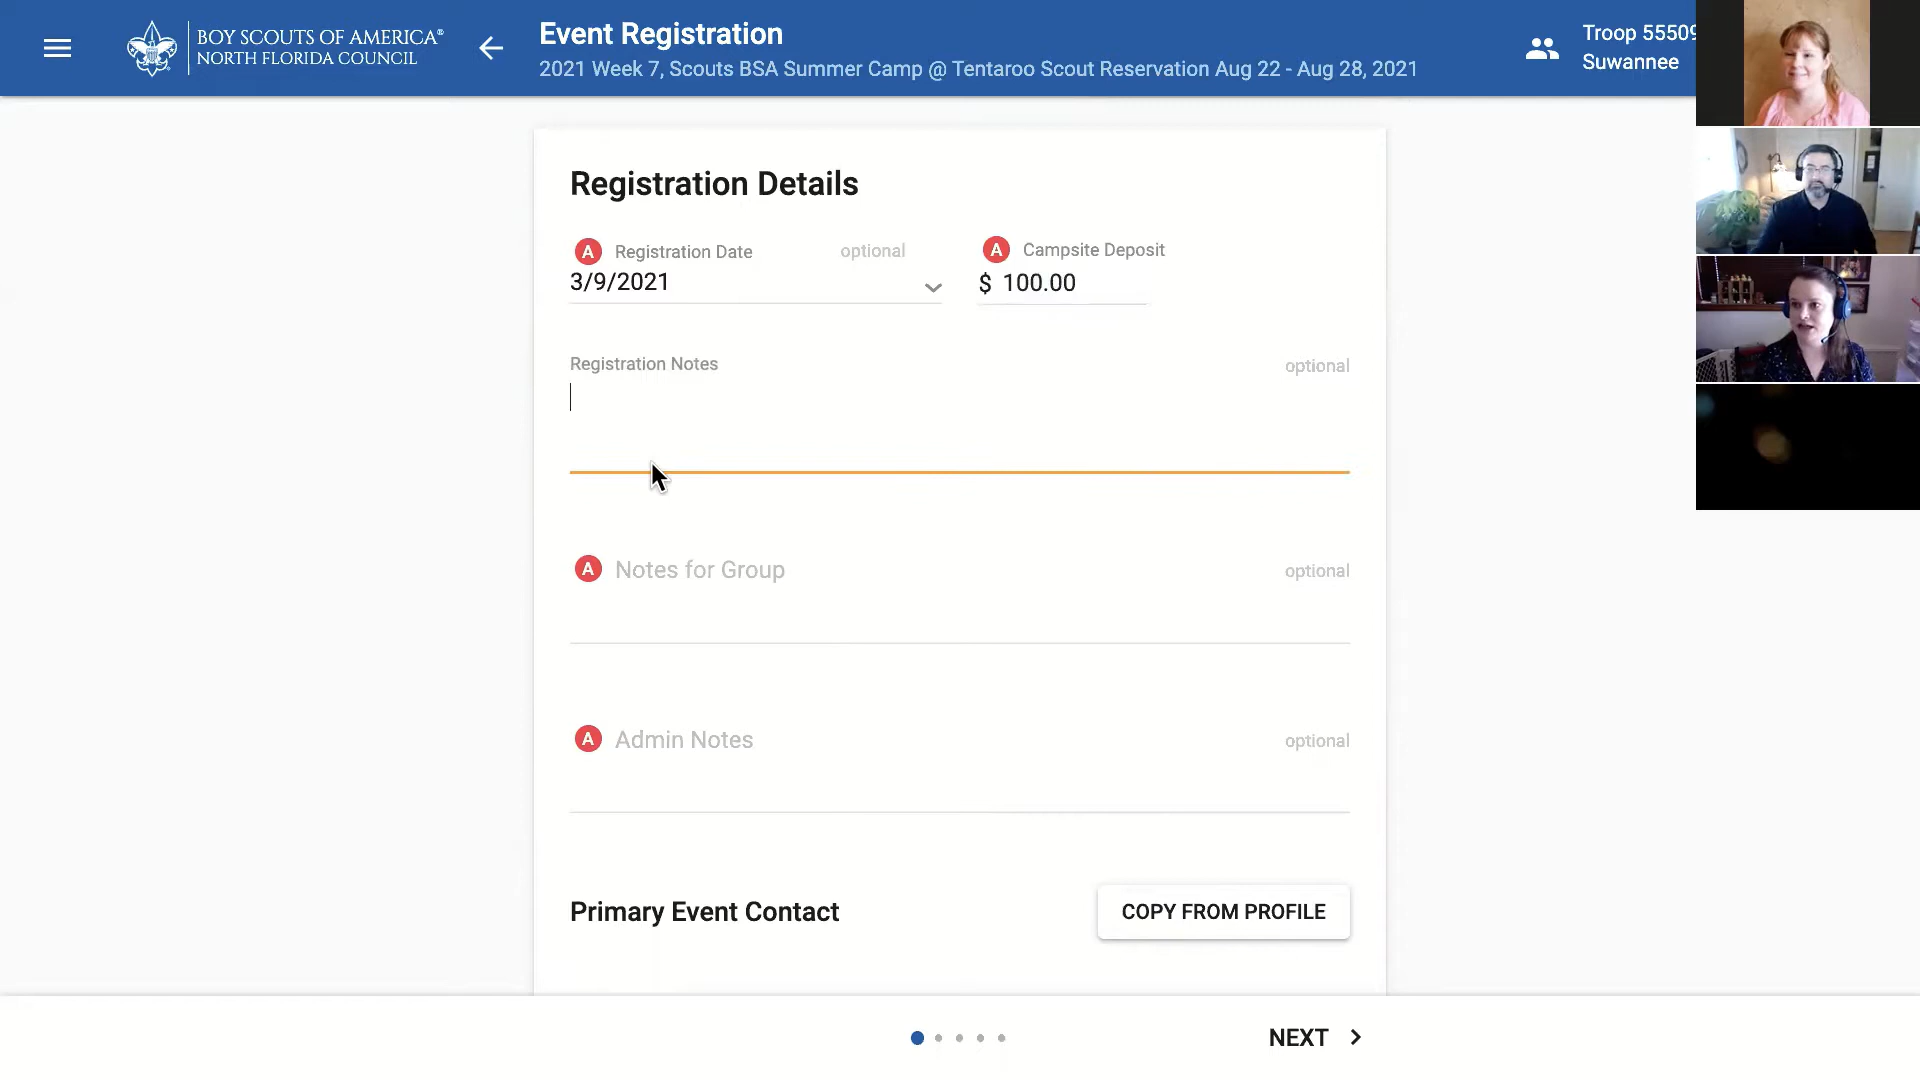 BOY SCOUTS OF AMERICA®
NORTH FLORIDA COUNCIL
Event Registration
2021 Week 7, Scouts BSA Summer Camp @ Tentaroo Scout Reservation Aug 22 - Aug 28, 2021
Troop 55509
Suwannee
Registration Details
A Registration Date optional
3/9/2021
A Campsite Deposit
$ 100.00
Registration Notes optional
A Notes for Group optional
A Admin Notes optional
Primary Event Contact
COPY FROM PROFILE
NEXT